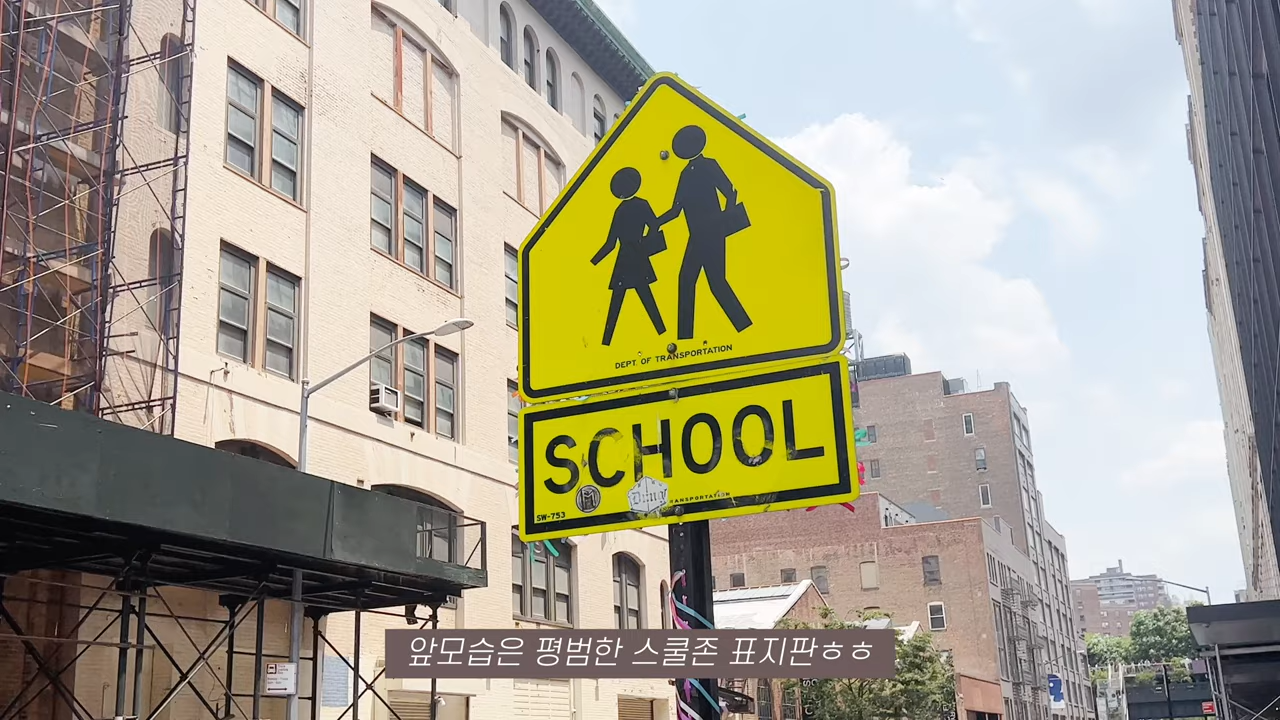 DEPT. OF TRANSPORTATION
SCHOOL
SW-753
앞모습은 평범한 스쿨존 표지판ㅎㅎ